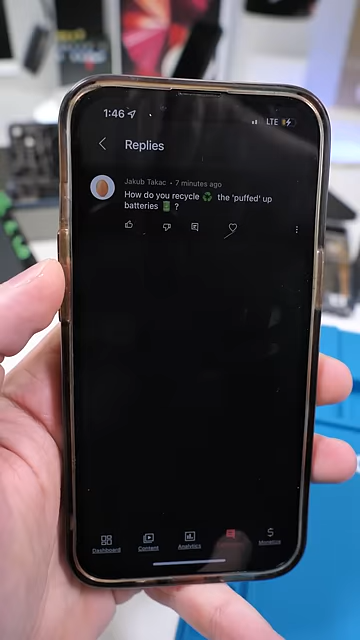 1:46 LTE
Replies
Jakub Takac • 7 minutes ago
How do you recycle ♻️ the 'puffed' up
batteries 🔋 ?
Dashboard Content Analytics Monetize